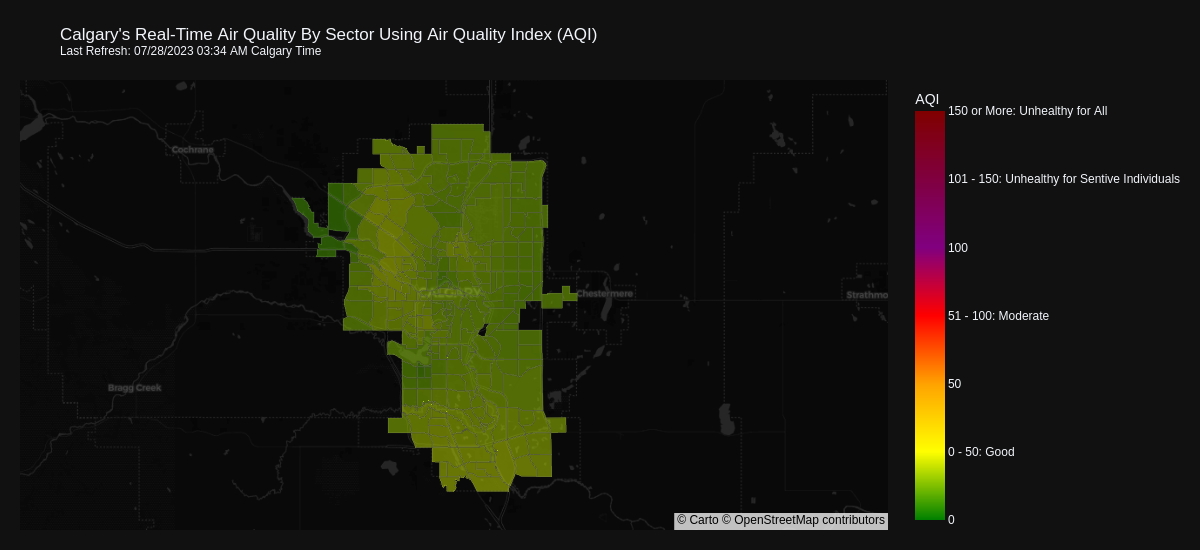 Calgary's Real-Time Air Quality By Sector Using Air Quality Index (AQI)
Last Refresh: 07/28/2023 03:34 AM Calgary Time
AQI
150 or More: Unhealthy for All
Cochrane
101 - 150: Unhealthy for Sentive Individuals
100
CALGARY
Chestermere
Strathmo
51 - 100: Moderate
Bragg Creek
50
0 - 50: Good
© Carto © OpenStreetMap contributors
0